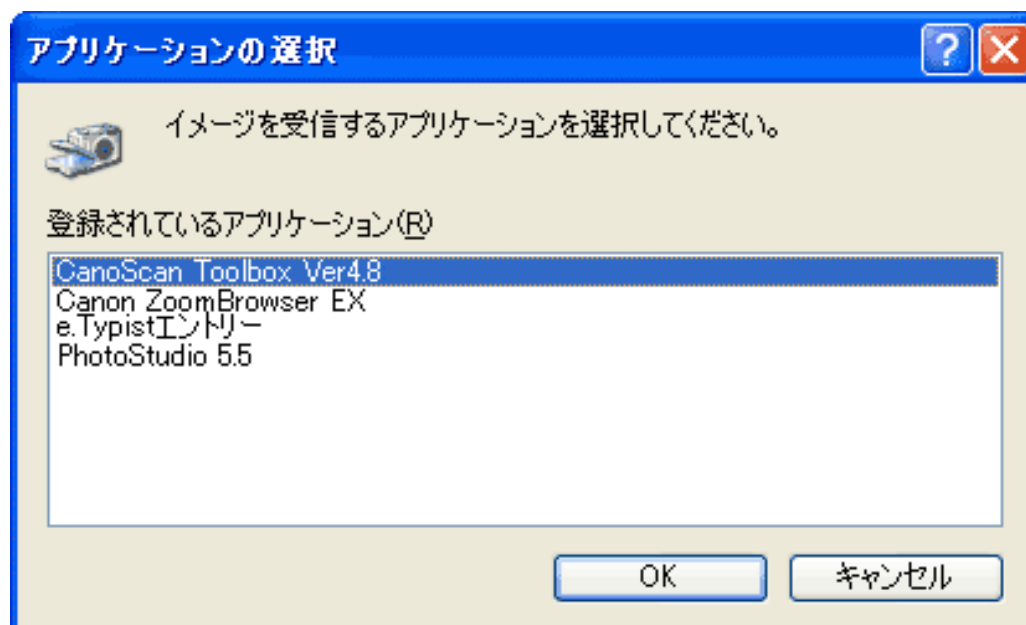 アプリケーションの選択
イメージを受信するアプリケーションを選択してください。
登録されているアプリケーション(R)
CanoScan Toolbox Ver4.8
Canon ZoomBrowser EX
e.Typistエントリー
PhotoStudio 5.5
OK
キャンセル